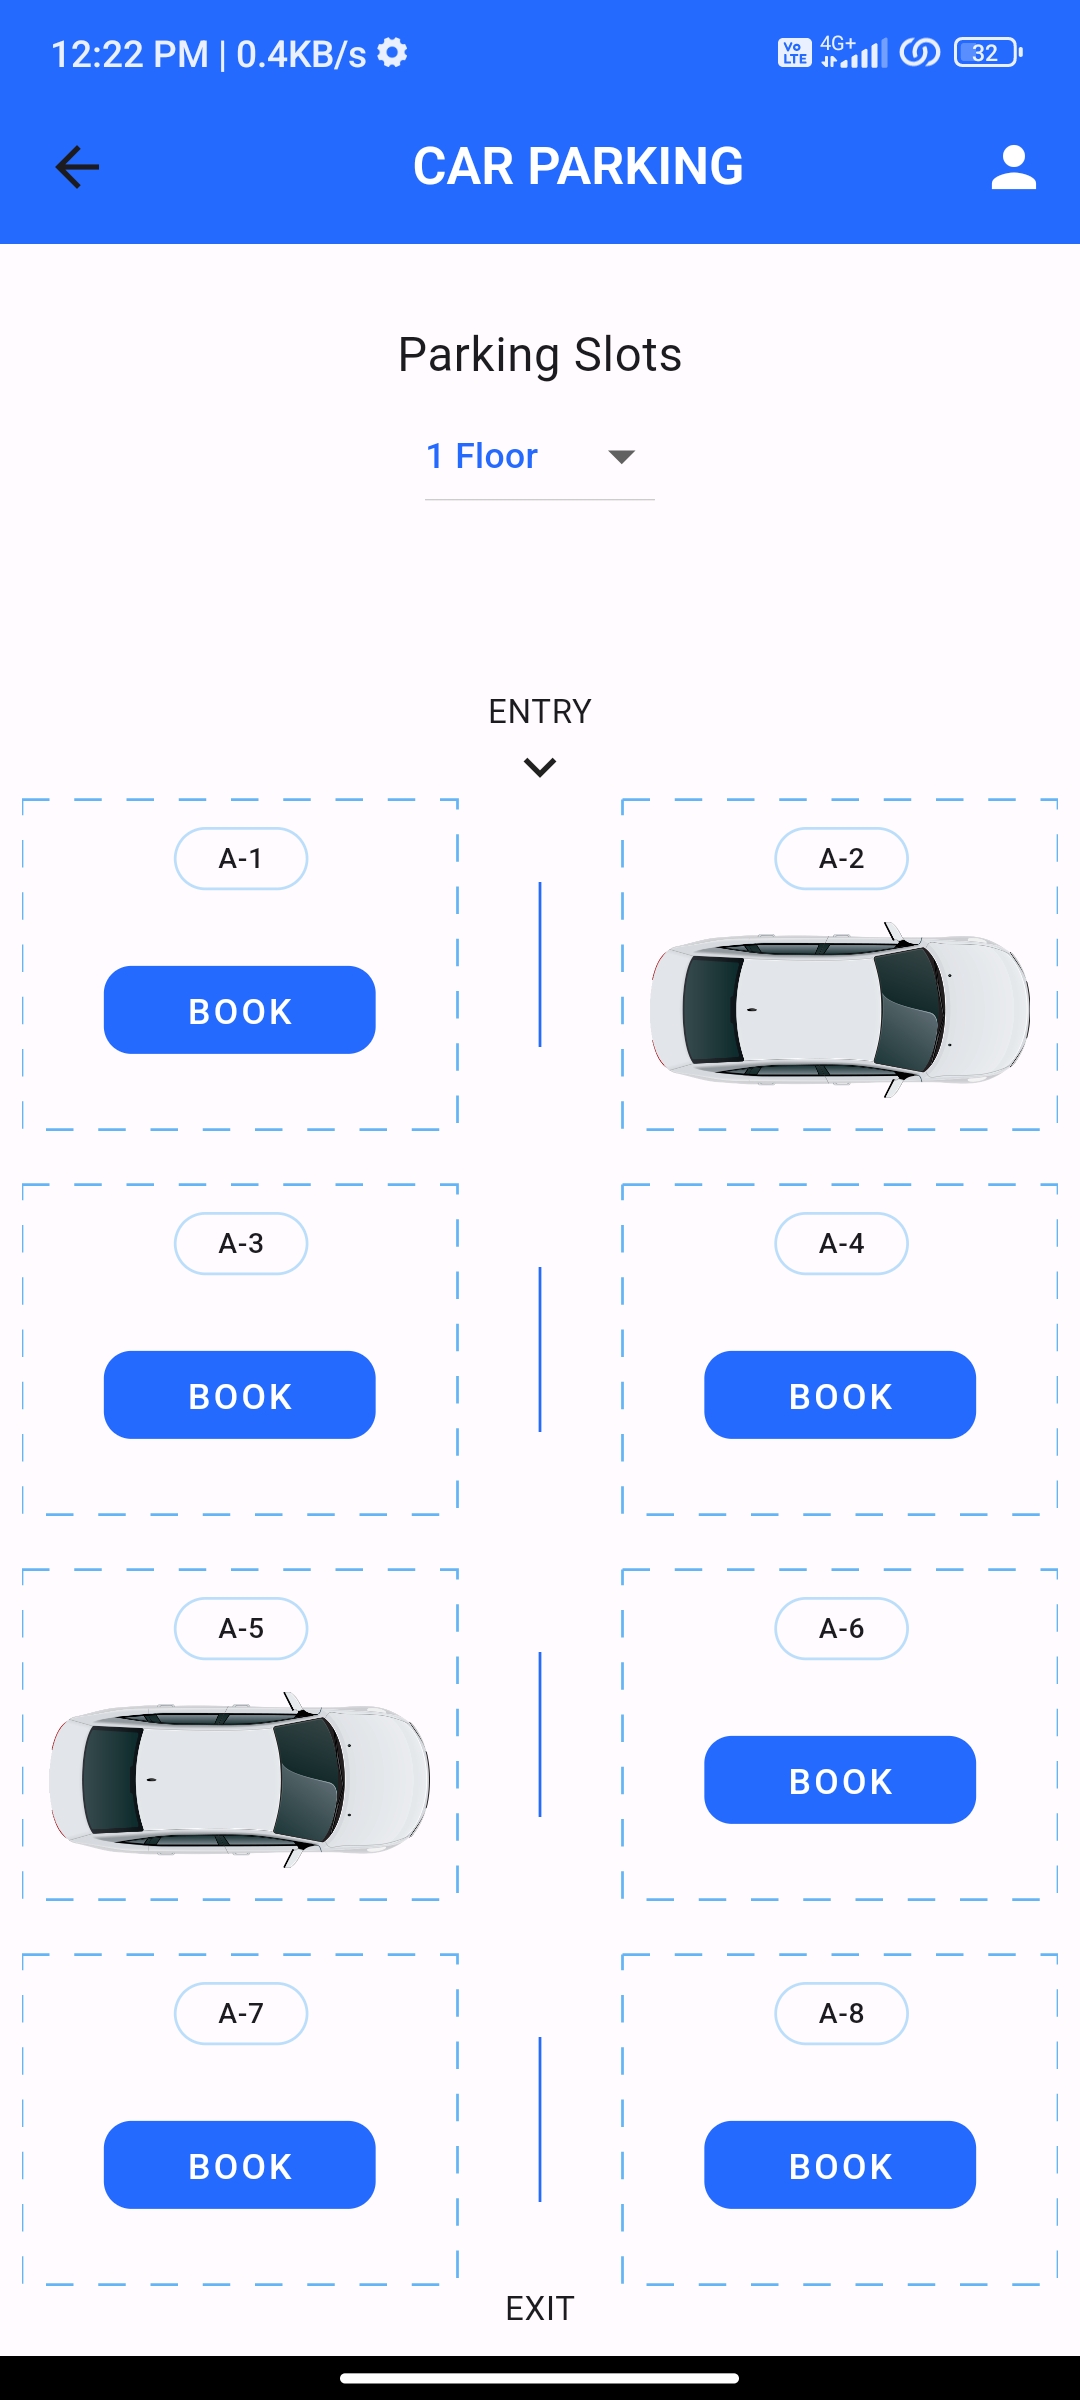 12:22 PM | 0.4KB/s
Vo LTE 4G+ 32
CAR PARKING
Parking Slots
1 Floor
ENTRY
A-1
A-2
BOOK
A-3
A-4
BOOK
BOOK
A-5
A-6
BOOK
A-7
A-8
BOOK
BOOK
EXIT